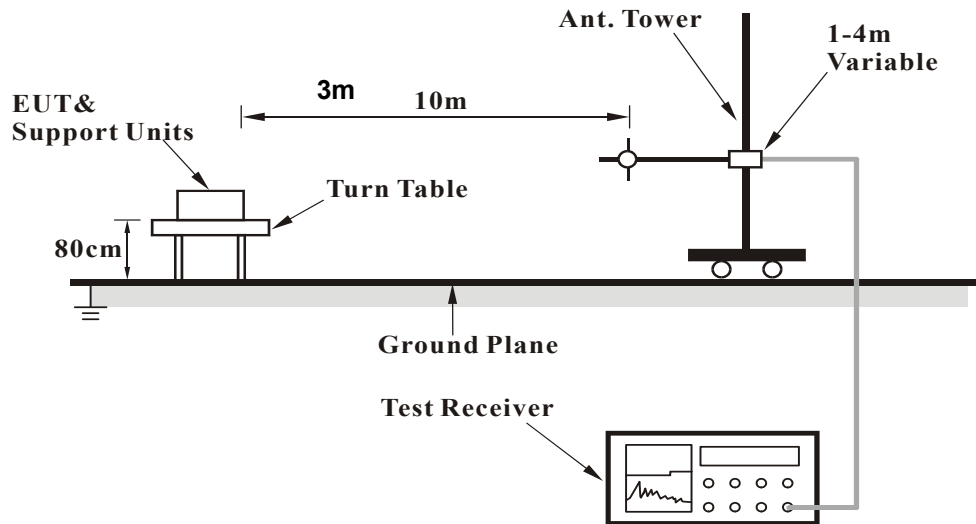 Ant. Tower
1-4m
Variable
3m
10m
EUT&
Support Units
Turn Table
80cm
Ground Plane
Test Receiver